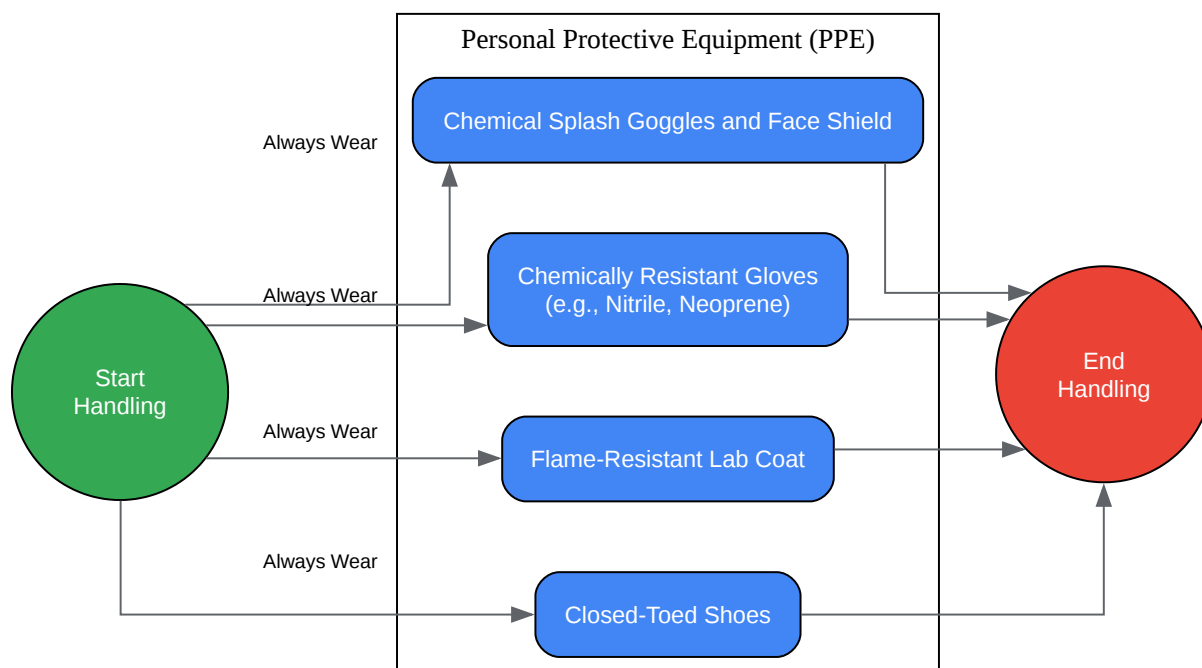 Personal Protective Equipment (PPE)
Chemical Splash Goggles and Face Shield
Always Wear
Chemically Resistant Gloves
(e.g., Nitrile, Neoprene)
Always Wear
Start
Handling
End
Handling
Always Wear
Flame-Resistant Lab Coat
Always Wear
Closed-Toed Shoes